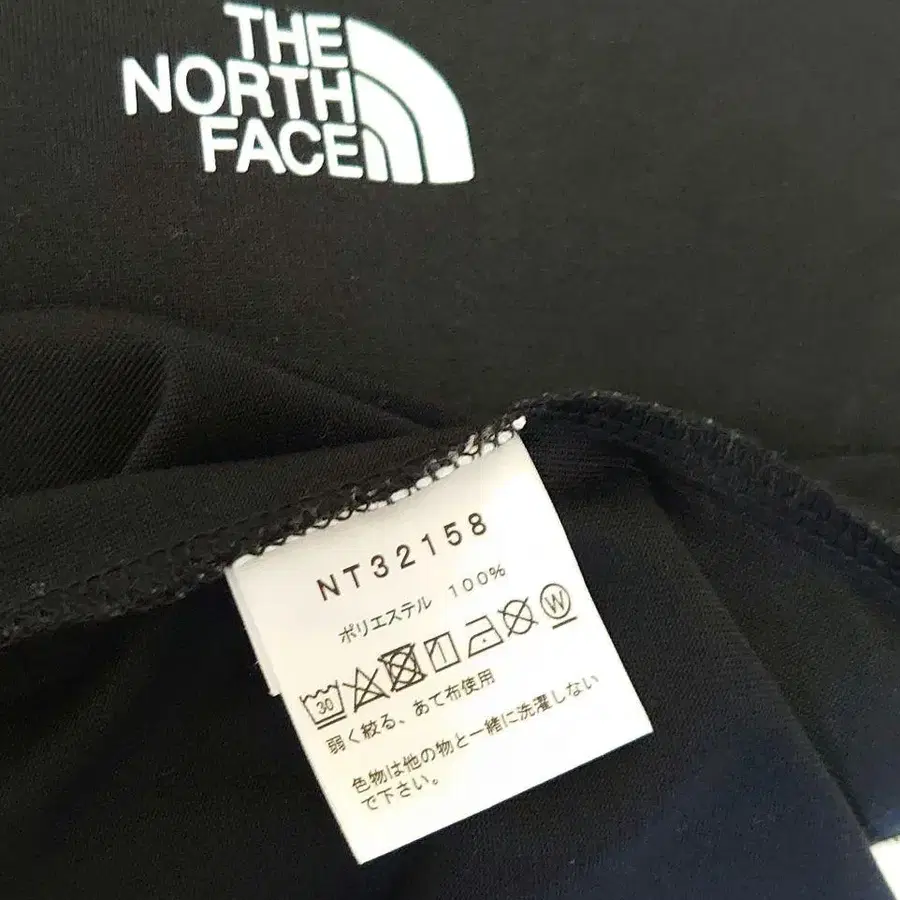 THE
NORTH
FACE
NT32158
ポリエステル 100%
30 W
弱く絞る、あて布使用
色物は他の物と一緒に洗濯しない
で下さい。